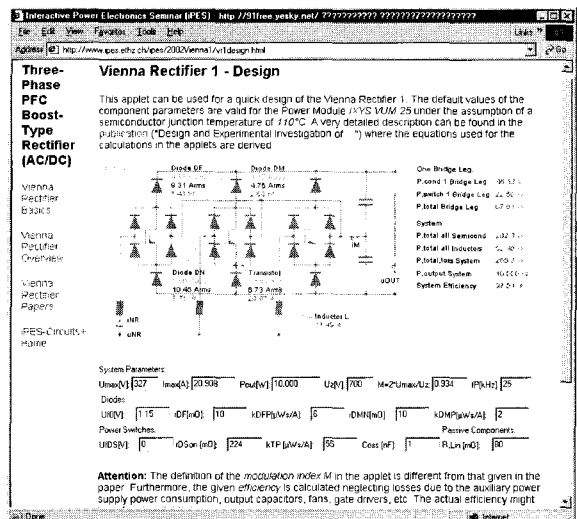 Interactive Power Electronics Seminar (iPES) http //91free yesky.net/ ??????????? ???????????????????
File Edit View Favorites Tools Help
Links »
Address http://www.ipes.ethz ch/ipes/2002Vienna1/vr1design html
Go
Three-
Phase
PFC
Boost-
Type
Rectifier
(AC/DC)
Vienna
Rectifier
Basics
Vienna
Rectifier
Overview
Vienna
Rectifier
Papers
iPES-Circuits+
Home
Vienna Rectifier 1 - Design
This applet can be used for a quick design of the Vienna Rectifier 1. The default values of the
component parameters are valid for the Power Module IXYS VUM 25 under the assumption of a
semiconductor junction temperature of 110°C A very detailed description can be found in the
publication ("Design and Experimental Investigation of ") where the equations used for the
calculations in the applets are derived
Diode DF
9.31 Arms
Diode DM
4.75 Arms
One Bridge Leg.
P.cond 1 Bridge Leg
P.switch 1 Bridge Leg
P.total Bridge Leg
System
P.total all Semicond
P.total all Inductors
P.total,loss System
P.output System
System Efficiency
iM
uOUT
Diode DN
10.45 Arms
Transistor
Inductor L
iNR
uNR
System Parameters:
Umax[V]: 327 Imax[A]: 20.908 Pout[W]: 10.000 Uz[V]: 700 M=2*Umax/Uz: 0.934 fP[kHz]: 25
Diodes
Uf0[V]: 1.15 rDF[mΩ]: 10 kDFP[µWs/A]: 6 rDMN[mΩ] 10 kDMP[µWs/A]: 2
Power Switches. Passive Components.
UfDS[V]: 0 rDSon [mΩ]: 224 kTP [µWs/A]: 55 Coss [nF]: 1 R,Lin [mΩ]: 80
Attention: The definition of the modulation index M in the applet is different from that given in the
paper. Furthermore, the given efficiency is calculated neglecting losses due to the auxiliary power
supply power consumption, output capacitors, fans, gate drivers, etc The actual efficiency might
Done
Internet